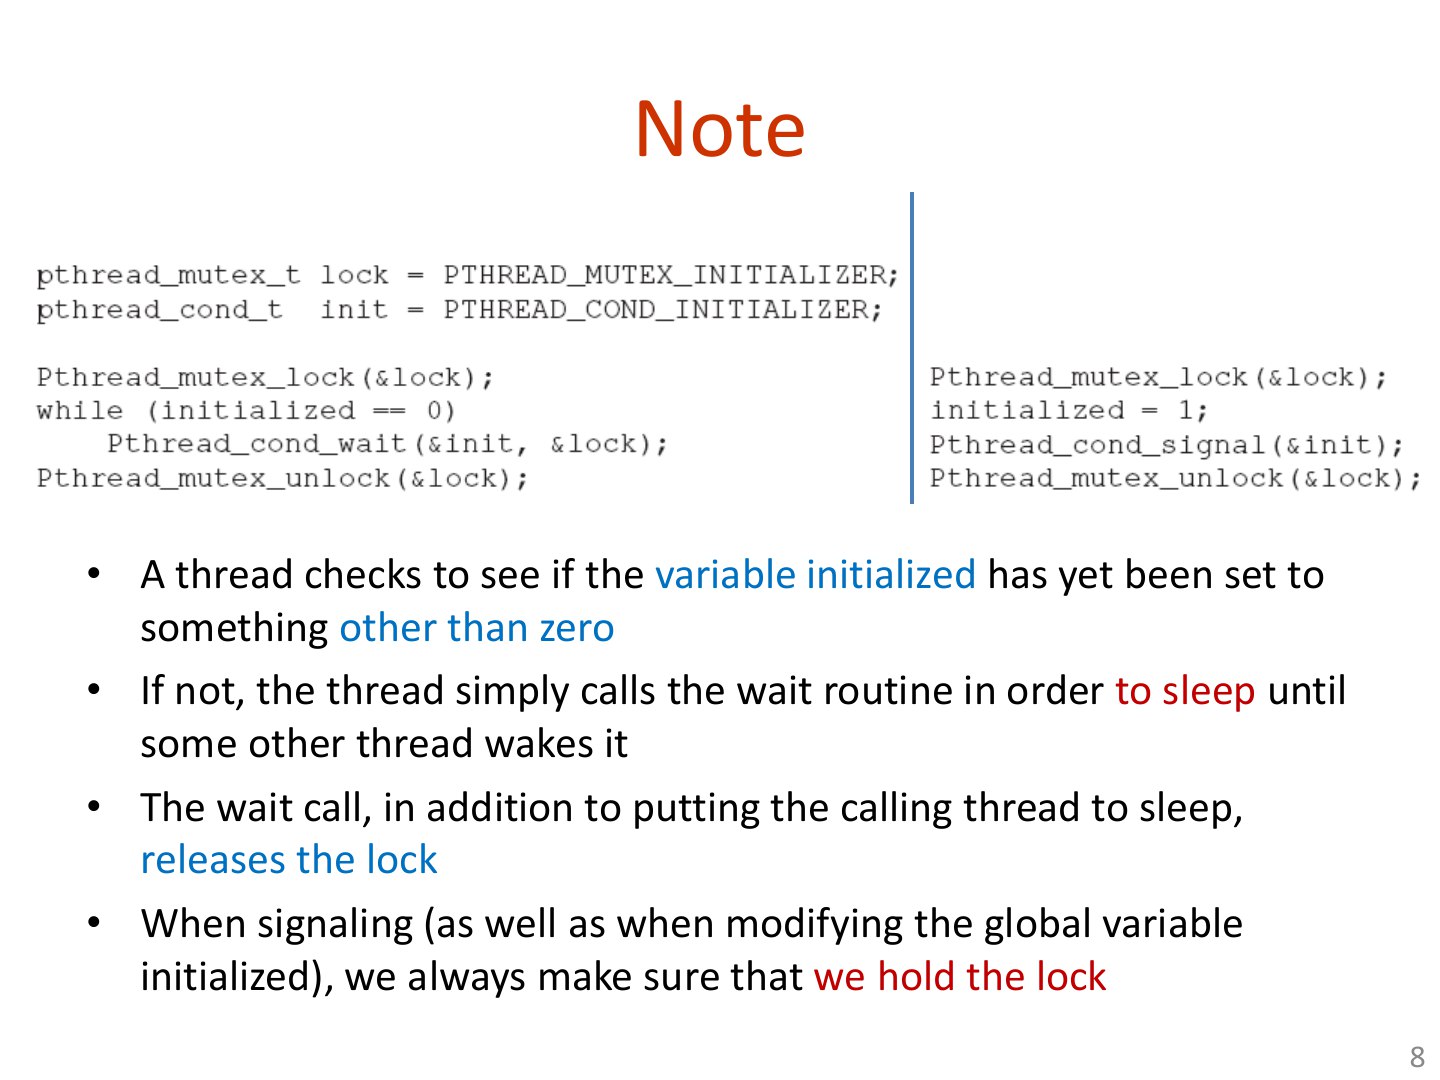 Note
pthread_mutex_t lock = PTHREAD_MUTEX_INITIALIZER;
pthread_cond_t  init = PTHREAD_COND_INITIALIZER;
Pthread_mutex_lock(&lock);
while (initialized == 0)
    Pthread_cond_wait(&init, &lock);
Pthread_mutex_unlock(&lock);
Pthread_mutex_lock(&lock);
initialized = 1;
Pthread_cond_signal(&init);
Pthread_mutex_unlock(&lock);
• A thread checks to see if the variable initialized has yet been set to
something other than zero
• If not, the thread simply calls the wait routine in order to sleep until
some other thread wakes it
• The wait call, in addition to putting the calling thread to sleep,
releases the lock
• When signaling (as well as when modifying the global variable
initialized), we always make sure that we hold the lock
8